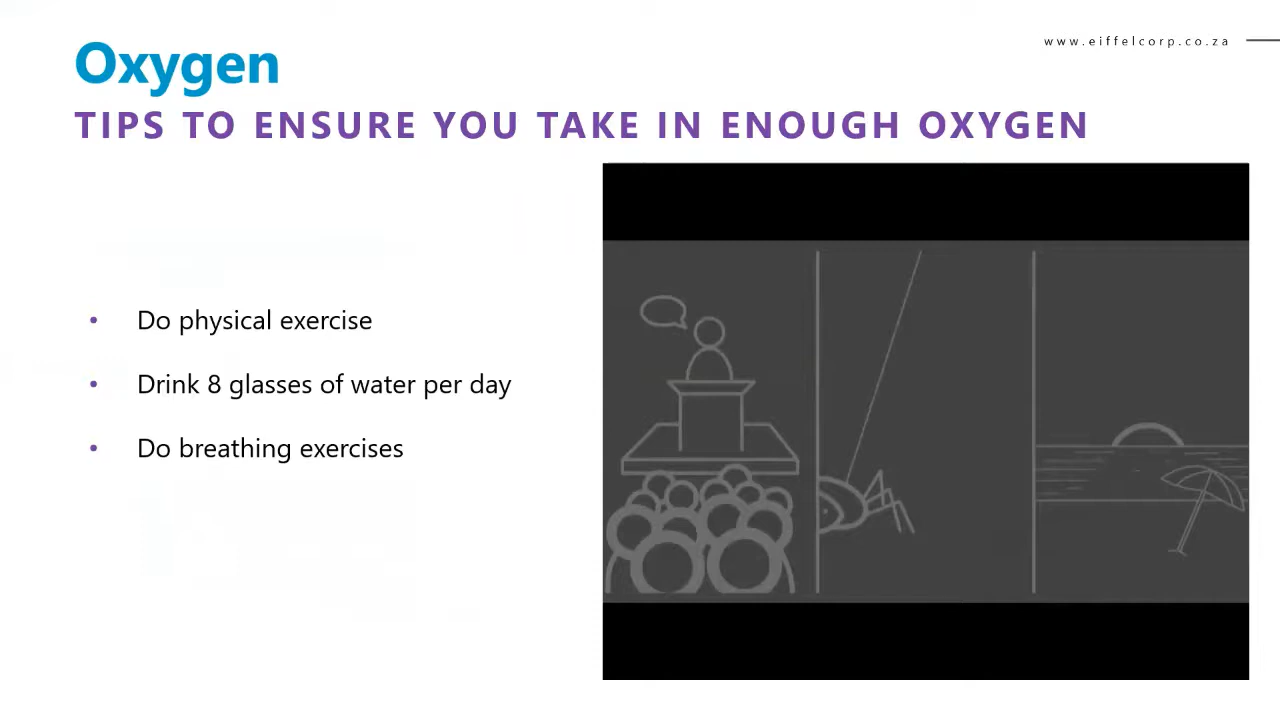 www.eiffelcorp.co.za
Oxygen
TIPS TO ENSURE YOU TAKE IN ENOUGH OXYGEN
• Do physical exercise
• Drink 8 glasses of water per day
• Do breathing exercises